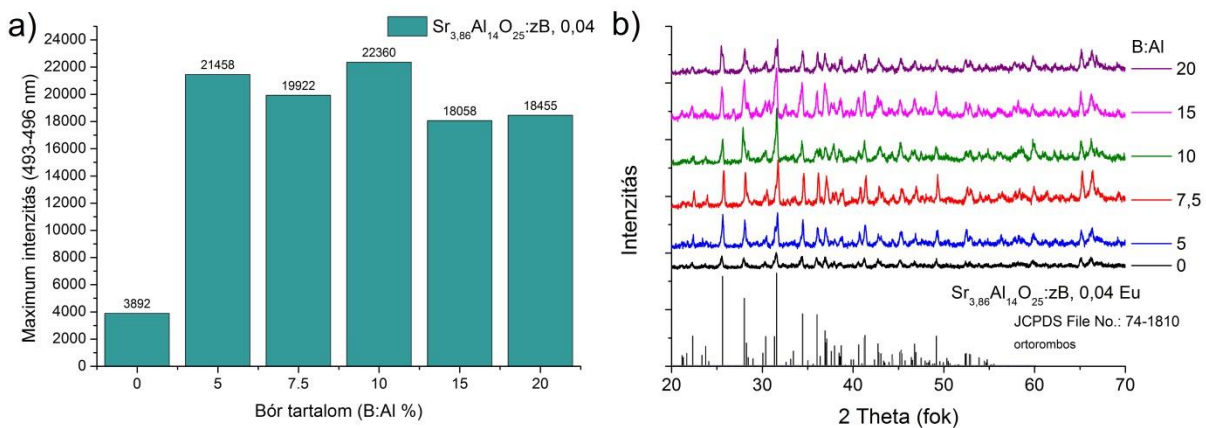 a)
Sr3,86Al14O25:zB, 0,04
Maximum intenzitás (493-496 nm)
24000
22000
20000
18000
16000
14000
12000
10000
8000
6000
4000
2000
0
3892
21458
19922
22360
18058
18455
0 5 7.5 10 15 20
Bór tartalom (B:Al %)
b)
B:Al
20
15
10
7,5
5
0
Intenzitás
Sr3,86Al14O25:zB, 0,04 Eu
JCPDS File No.: 74-1810
ortorombos
20 30 40 50 60 70
2 Theta (fok)